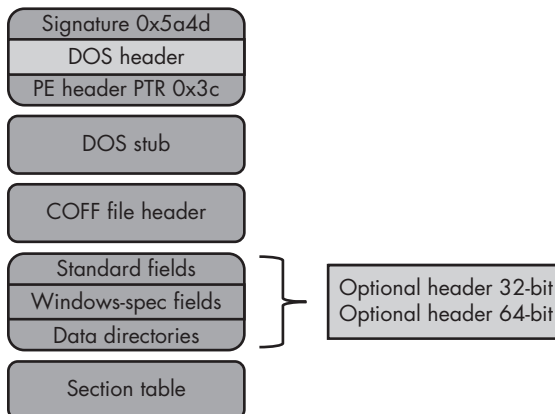 Signature 0x5a4d
DOS header
PE header PTR 0x3c
DOS stub
COFF file header
Standard fields
Windows-spec fields
Data directories
Optional header 32-bit
Optional header 64-bit
Section table